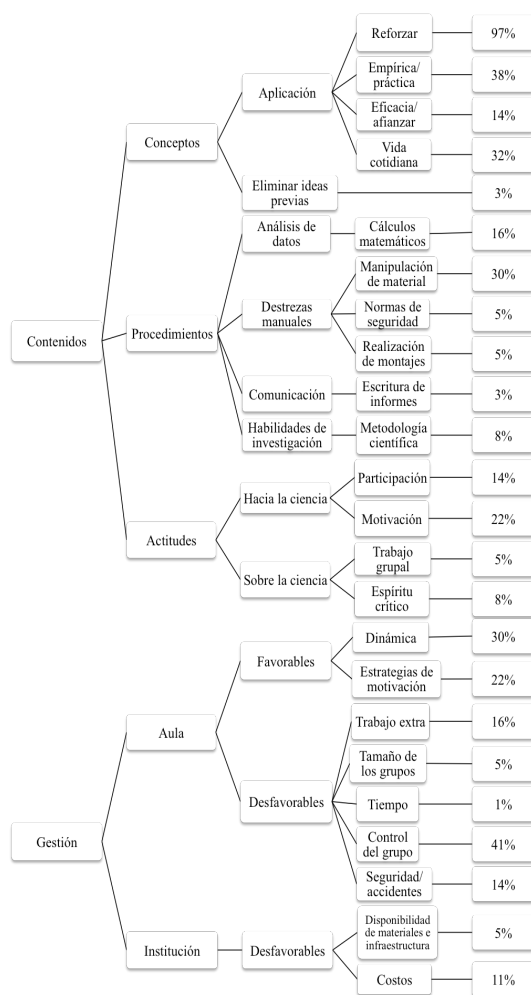 Reforzar
97%
Empírica/
práctica
38%
Aplicación
Eficacia/
afianzar
14%
Conceptos
Vida
cotidiana
32%
Eliminar ideas
previas
3%
Análisis de
datos
Cálculos
matemáticos
16%
Manipulación
de material
30%
Contenidos
Procedimientos
Destrezas
manuales
Normas de
seguridad
5%
Realización
de montajes
5%
Comunicación
Escritura de
informes
3%
Habilidades de
investigación
Metodología
científica
8%
Hacia la ciencia
Participación
14%
Motivación
22%
Actitudes
Sobre la ciencia
Trabajo
grupal
5%
Espíritu
crítico
8%
Favorables
Dinámica
30%
Estrategias de
motivación
22%
Aula
Trabajo extra
16%
Tamaño de
los grupos
5%
Desfavorables
Tiempo
1%
Gestión
Control
del grupo
41%
Seguridad/
accidentes
14%
Institución
Desfavorables
Disponibilidad
de materiales e
infraestructura
5%
Costos
11%